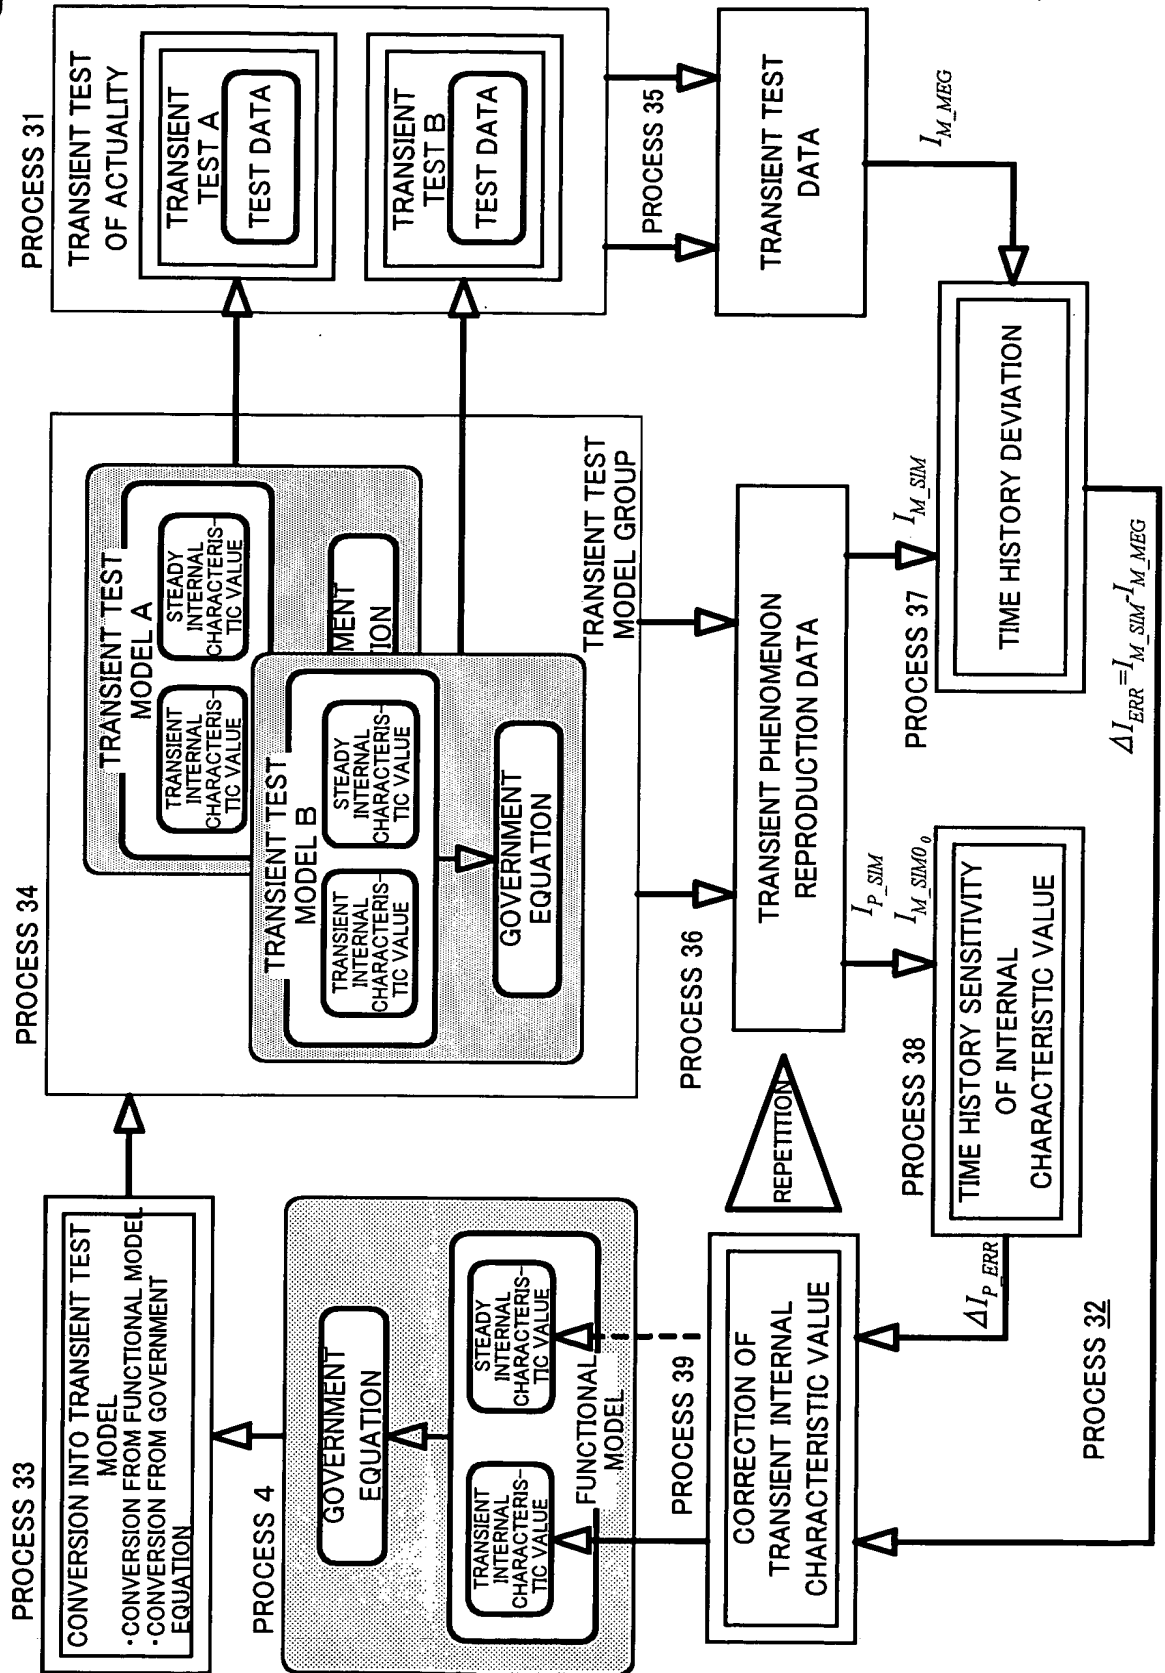 PROCESS 33
CONVERSION INTO TRANSIENT TEST
MODEL
·CONVERSION FROM FUNCTIONAL MODEL
·CONVERSION FROM GOVERNMENT
EQUATION
PROCESS 4
GOVERNMENT
EQUATION
TRANSIENT
INTERNAL
CHARACTERIS-
TIC VALUE
STEADY
INTERNAL
CHARACTERIS-
TIC VALUE
FUNCTIONAL
MODEL
PROCESS 39
CORRECTION OF
TRANSIENT INTERNAL
CHARACTERISTIC VALUE
REPETITION
PROCESS 34
TRANSIENT TEST
MODEL A
TRANSIENT
INTERNAL
CHARACTERIS-
TIC VALUE
STEADY
INTERNAL
CHARACTERIS-
TIC VALUE
MENT
TION
TRANSIENT TEST
MODEL B
TRANSIENT
INTERNAL
CHARACTERIS-
TIC VALUE
STEADY
INTERNAL
CHARACTERIS-
TIC VALUE
GOVERNMENT
EQUATION
TRANSIENT TEST
MODEL GROUP
PROCESS 36
TRANSIENT PHENOMENON
REPRODUCTION DATA
I_P_SIM
I_M_SIM0_0
I_M_SIM
PROCESS 38
TIME HISTORY SENSITIVITY
OF INTERNAL
CHARACTERISTIC VALUE
ΔI_P_ERR
PROCESS 37
TIME HISTORY DEVIATION
ΔI_ERR=I_M_SIM-I_M_MEG
PROCESS 32
PROCESS 31
TRANSIENT TEST
OF ACTUALITY
TRANSIENT
TEST A
TEST DATA
TRANSIENT
TEST B
TEST DATA
PROCESS 35
TRANSIENT TEST
DATA
I_M_MEG